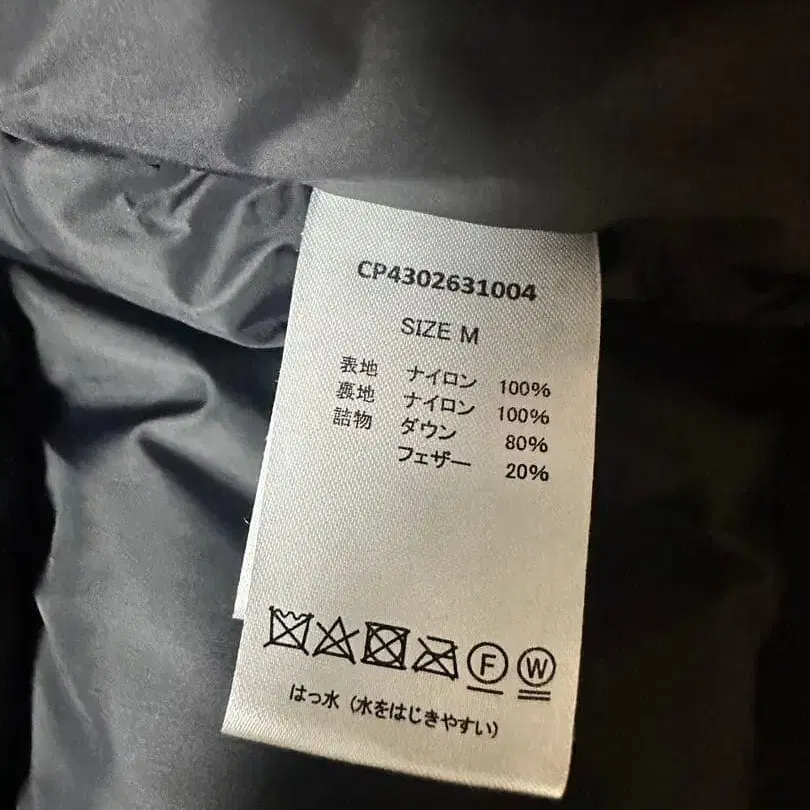 CP4302631004
SIZE M
表地 ナイロン 100%
裏地 ナイロン 100%
詰物 ダウン 80%
フェザー 20%
F W
はっ水 (水をはじきやすい)